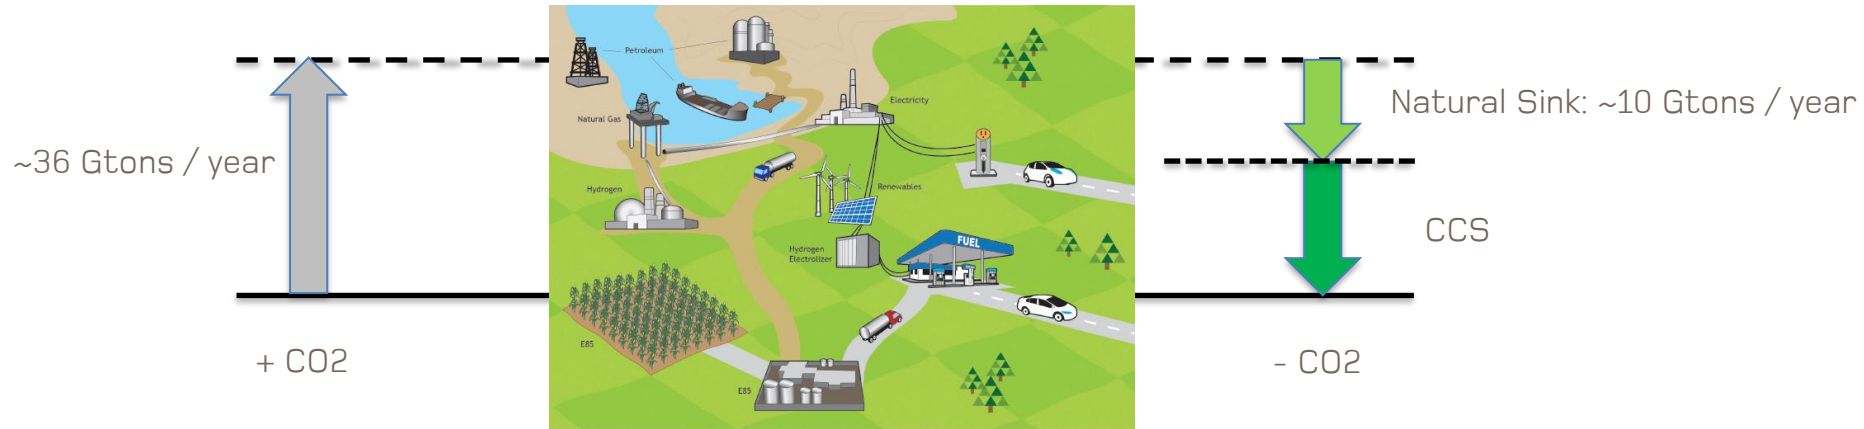 ~36 Gtons / year
+ CO2
Petroleum
Electricity
Natural Gas
Hydrogen
Renewables
Hydrogen
Electrolizer
FUEL
E85
E85
Natural Sink: ~10 Gtons / year
CCS
- CO2